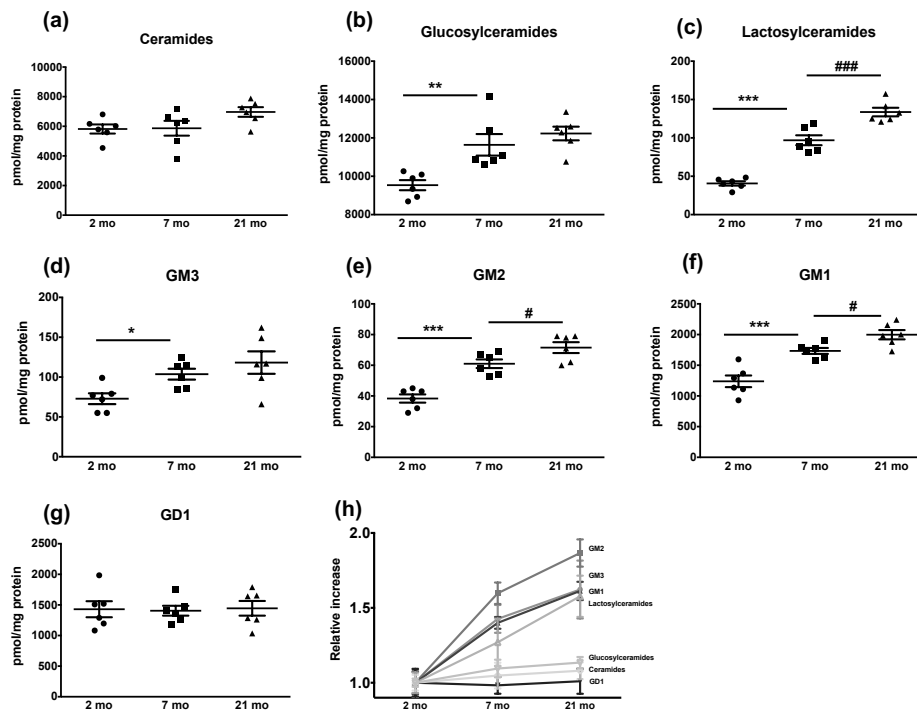 (a)
Ceramides
pmol/mg protein
10000
8000
6000
4000
2000
0
2 mo 7 mo 21 mo
(b)
Glucosylceramides
pmol/mg protein
16000
14000
12000
10000
8000
**
2 mo 7 mo 21 mo
(c)
Lactosylceramides
pmol/mg protein
200
150
100
50
0
***
###
2 mo 7 mo 21 mo
(d)
GM3
pmol/mg protein
200
150
100
50
0
*
2 mo 7 mo 21 mo
(e)
GM2
pmol/mg protein
100
80
60
40
20
0
***
#
2 mo 7 mo 21 mo
(f)
GM1
pmol/mg protein
2500
2000
1500
1000
500
0
***
#
2 mo 7 mo 21 mo
(g)
GD1
pmol/mg protein
2500
2000
1500
1000
500
0
2 mo 7 mo 21 mo
(h)
Relative increase
2.0
1.5
1.0
GM2
GM3
GM1
Lactosylceramides
Glucosylceramides
Ceramides
GD1
2 mo 7 mo 21 mo